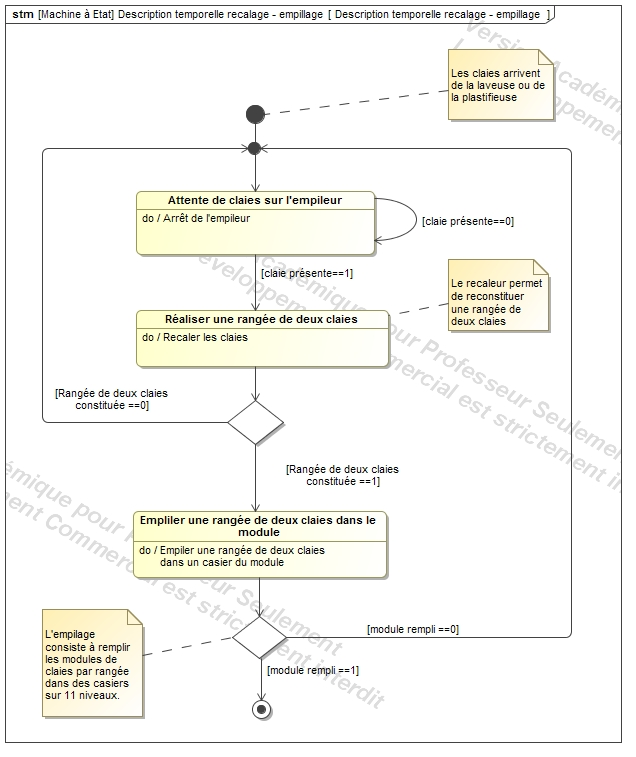 stm [Machine à Etat] Description temporelle recalage - empillage [ Description temporelle recalage - empillage ]
Les claies arrivent
de la laveuse ou de
la plastifieuse
Attente de claies sur l'empileur
do / Arrêt de l'empileur
[claie présente==0]
[claie présente==1]
Le recaleur permet
de reconstituer
une rangée de
deux claies
Réaliser une rangée de deux claies
do / Recaler les claies
[Rangée de deux claies
constituée ==0]
[Rangée de deux claies
constituée ==1]
Empliler une rangée de deux claies dans le
module
do / Empiler une rangée de deux claies
dans un casier du module
[module rempli ==0]
L'empilage
consiste à remplir
les modules de
claies par rangée
dans des casiers
sur 11 niveaux.
[module rempli ==1]